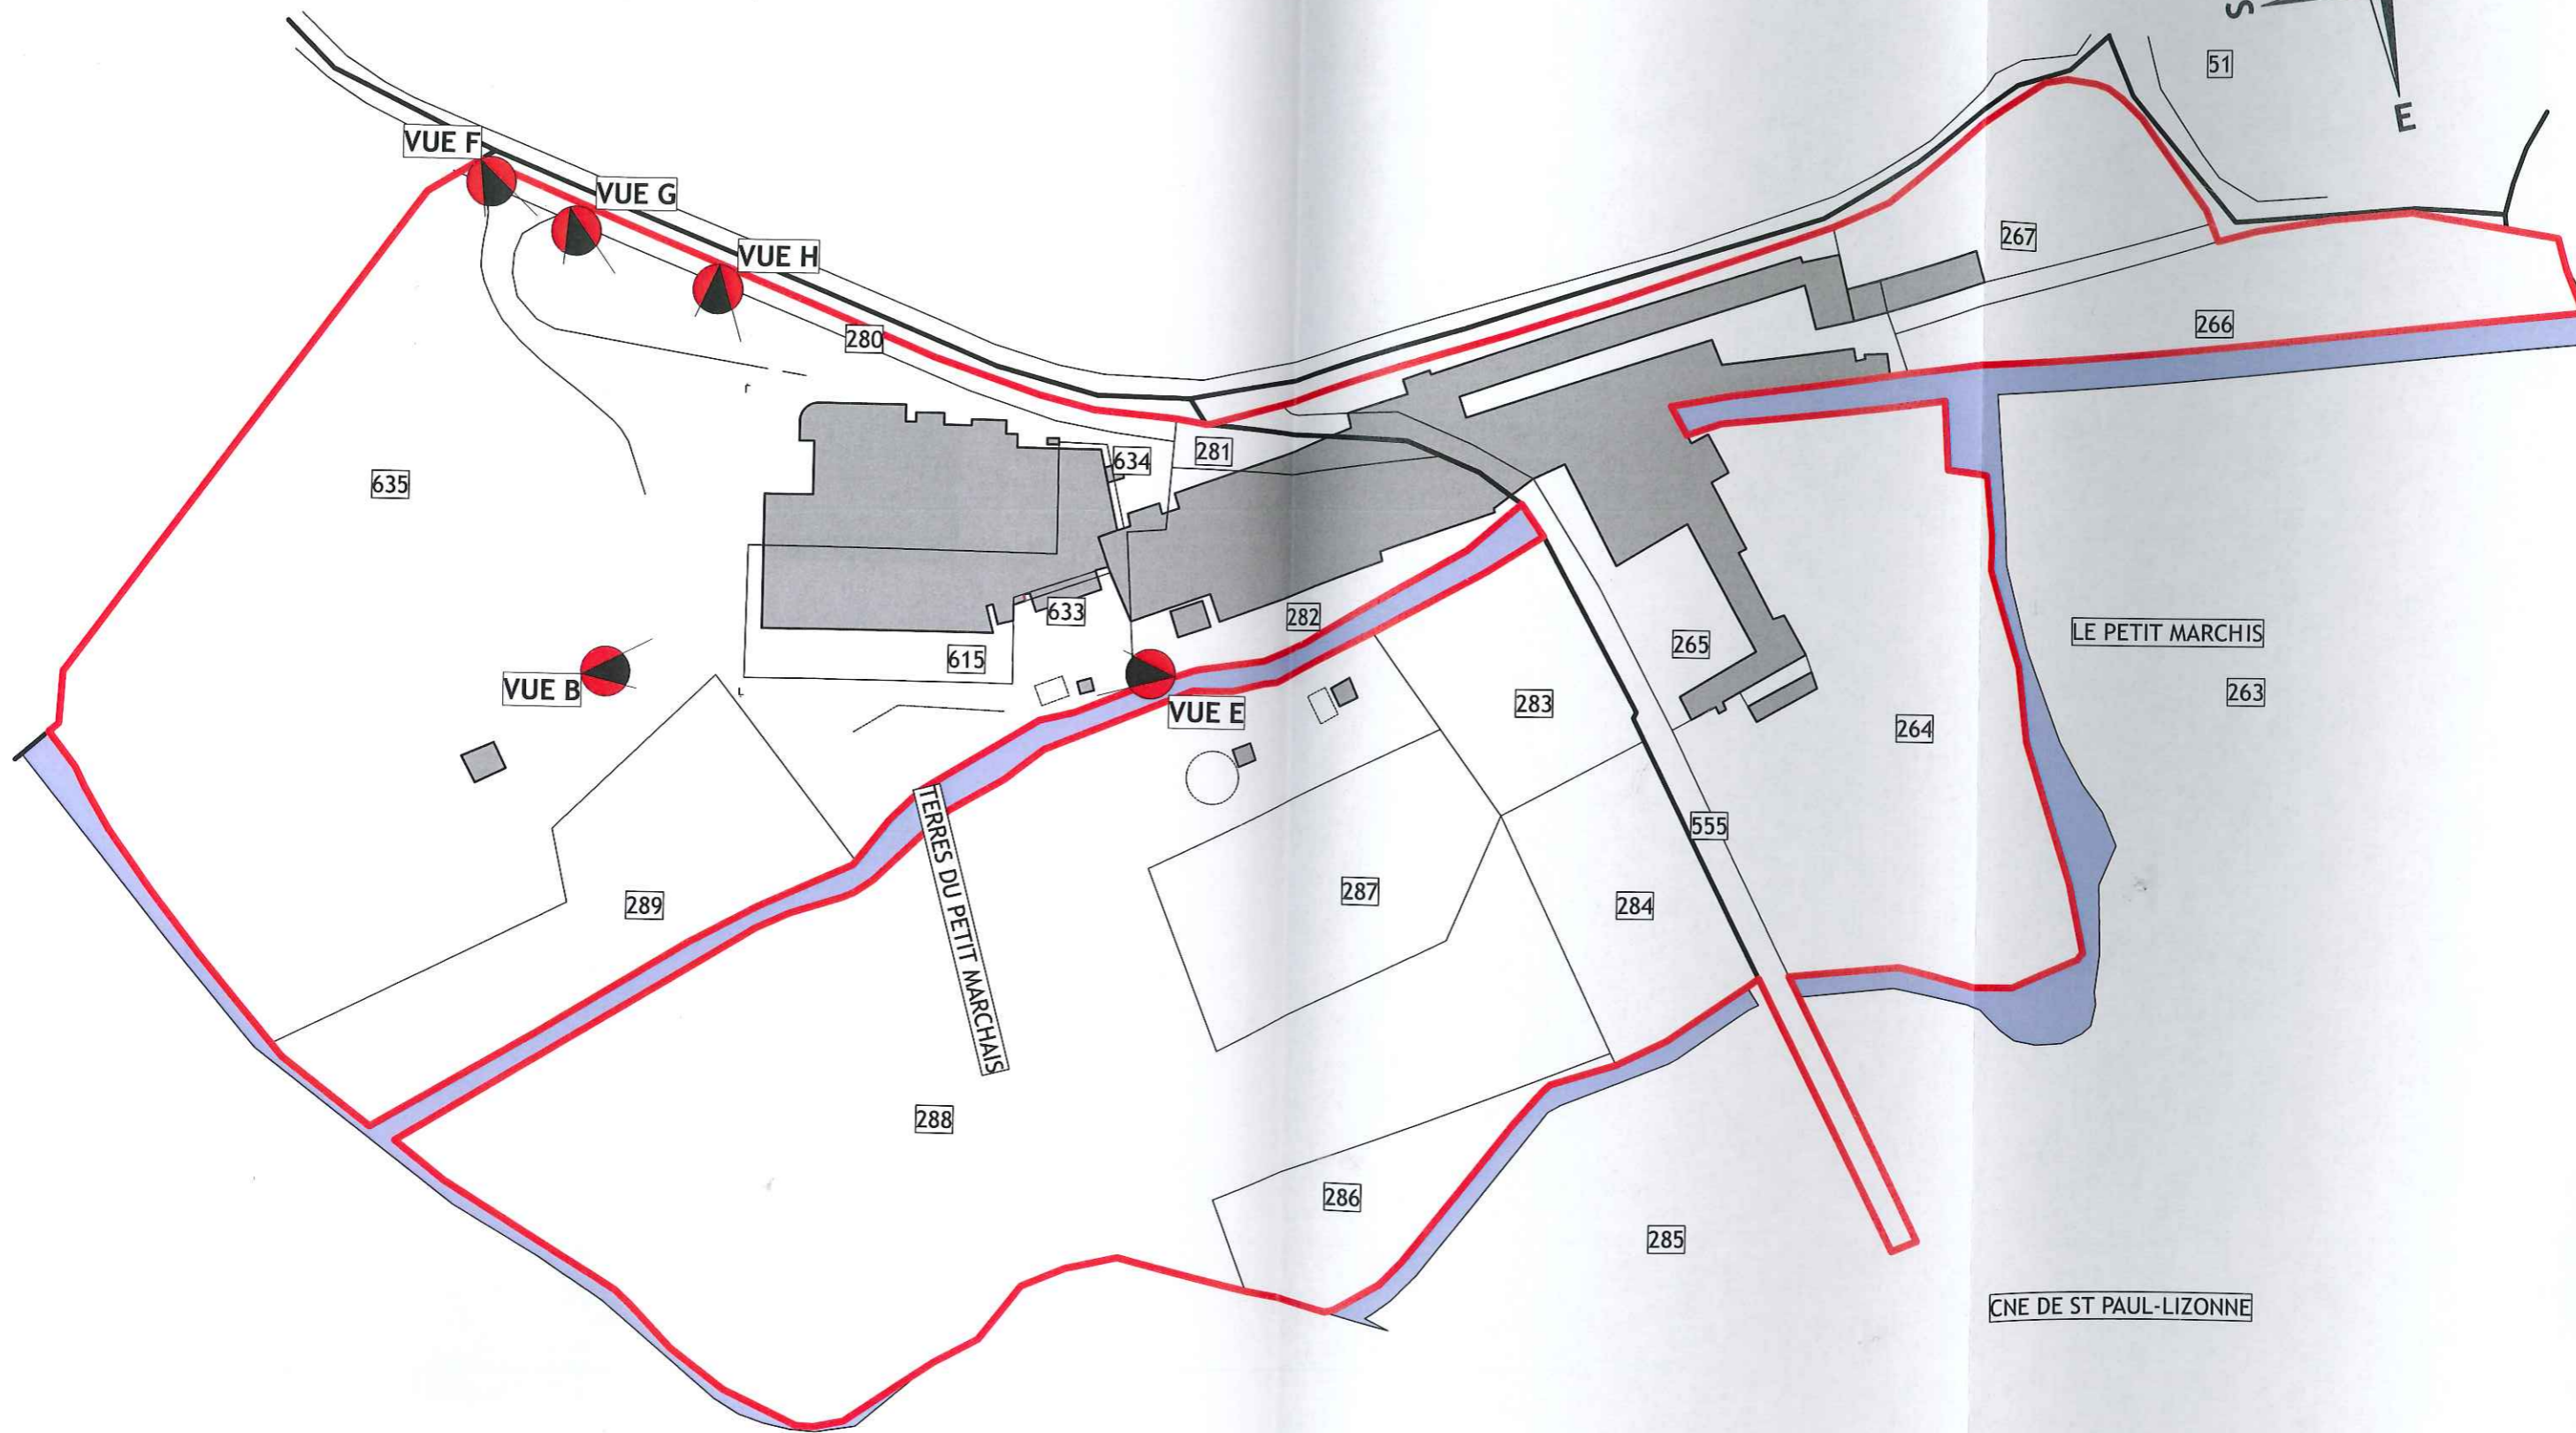 S
51
E
VUE F
VUE G
VUE H
267
266
280
281
634
635
633
282
615
265
LE PETIT MARCHIS
263
VUE B
VUE E
283
264
TERRES DU PETIT MARCHAIS
555
287
284
289
288
286
285
CNE DE ST PAUL-LIZONNE